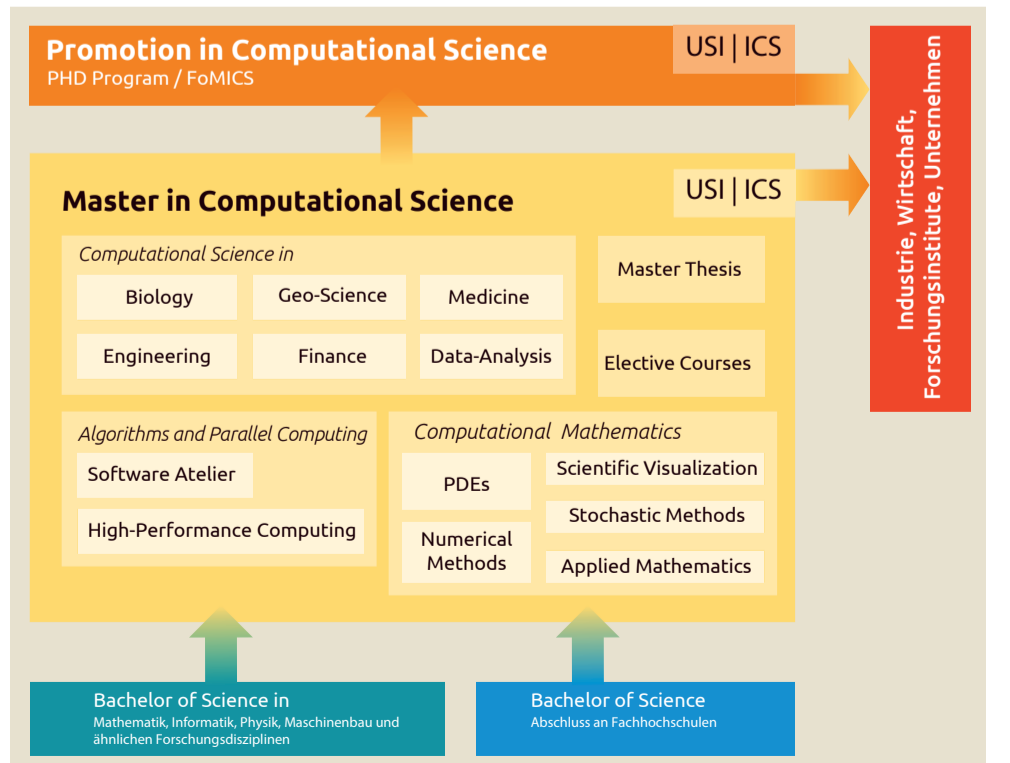 Promotion in Computational Science
PHD Program / FoMICS
USI | ICS
Industrie, Wirtschaft,
Forschungsinstitute, Unternehmen
Master in Computational Science
USI | ICS
Computational Science in
Biology
Geo-Science
Medicine
Engineering
Finance
Data-Analysis
Master Thesis
Elective Courses
Algorithms and Parallel Computing
Software Atelier
High-Performance Computing
Computational Mathematics
PDEs
Numerical
Methods
Scientific Visualization
Stochastic Methods
Applied Mathematics
Bachelor of Science in
Mathematik, Informatik, Physik, Maschinenbau und
ähnlichen Forschungsdisziplinen
Bachelor of Science
Abschluss an Fachhochschulen